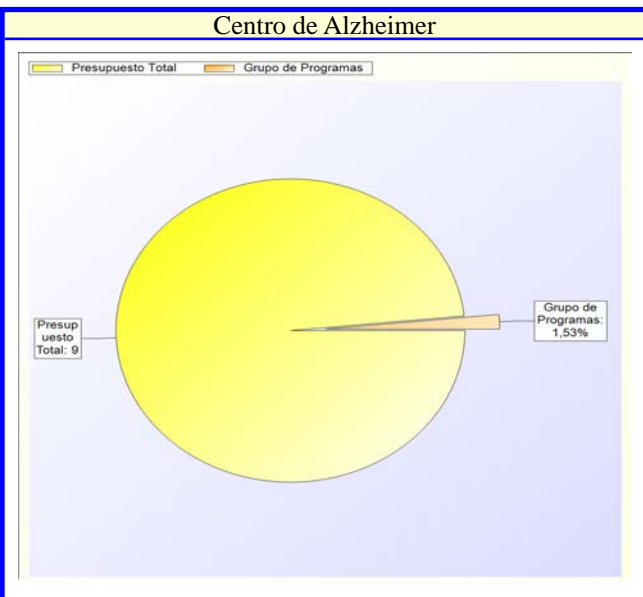 Centro de Alzheimer
Presupuesto Total
Grupo de Programas
Presup
uesto
Total: 9
Grupo de
Programas:
1,53%